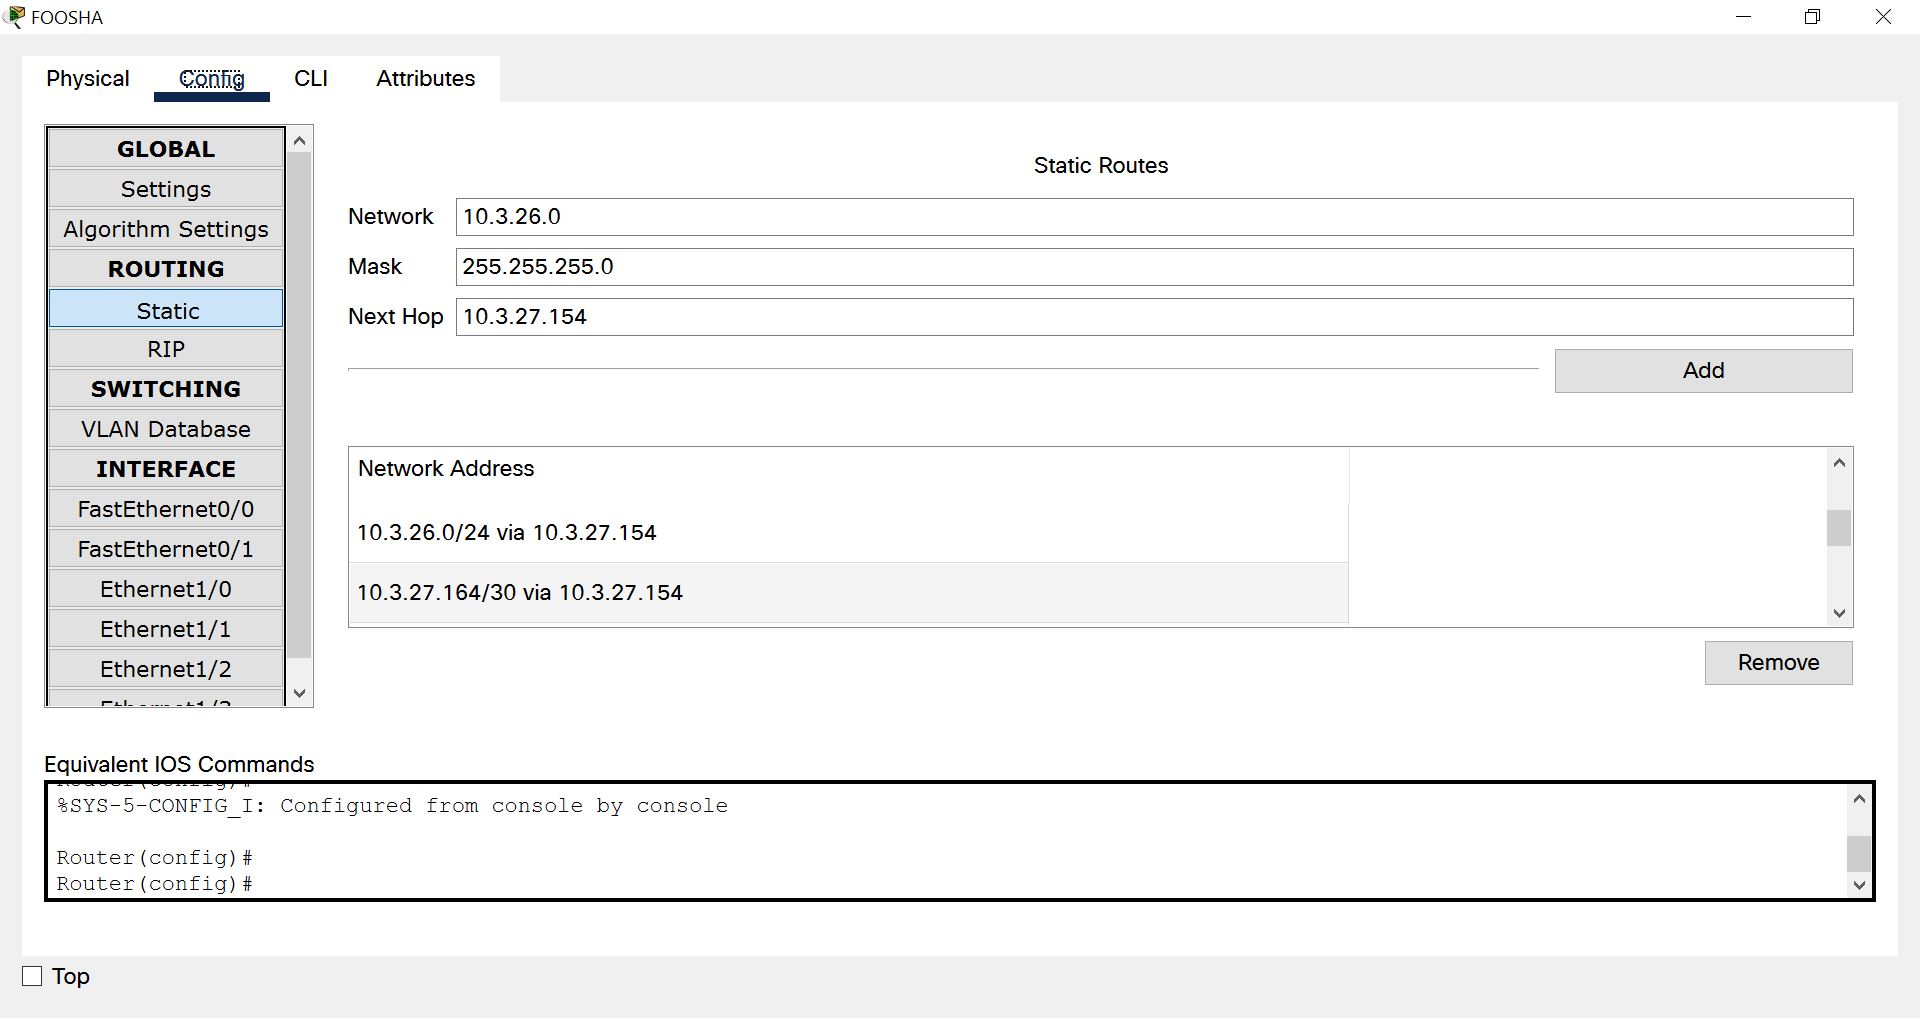 FOOSHA
Physical Config CLI Attributes
GLOBAL
Settings
Algorithm Settings
ROUTING
Static
RIP
SWITCHING
VLAN Database
INTERFACE
FastEthernet0/0
FastEthernet0/1
Ethernet1/0
Ethernet1/1
Ethernet1/2
Static Routes
Network 10.3.26.0
Mask 255.255.255.0
Next Hop 10.3.27.154
Add
Network Address
10.3.26.0/24 via 10.3.27.154
10.3.27.164/30 via 10.3.27.154
Remove
Equivalent IOS Commands
%SYS-5-CONFIG_I: Configured from console by console
Router(config)#
Router(config)#
Top